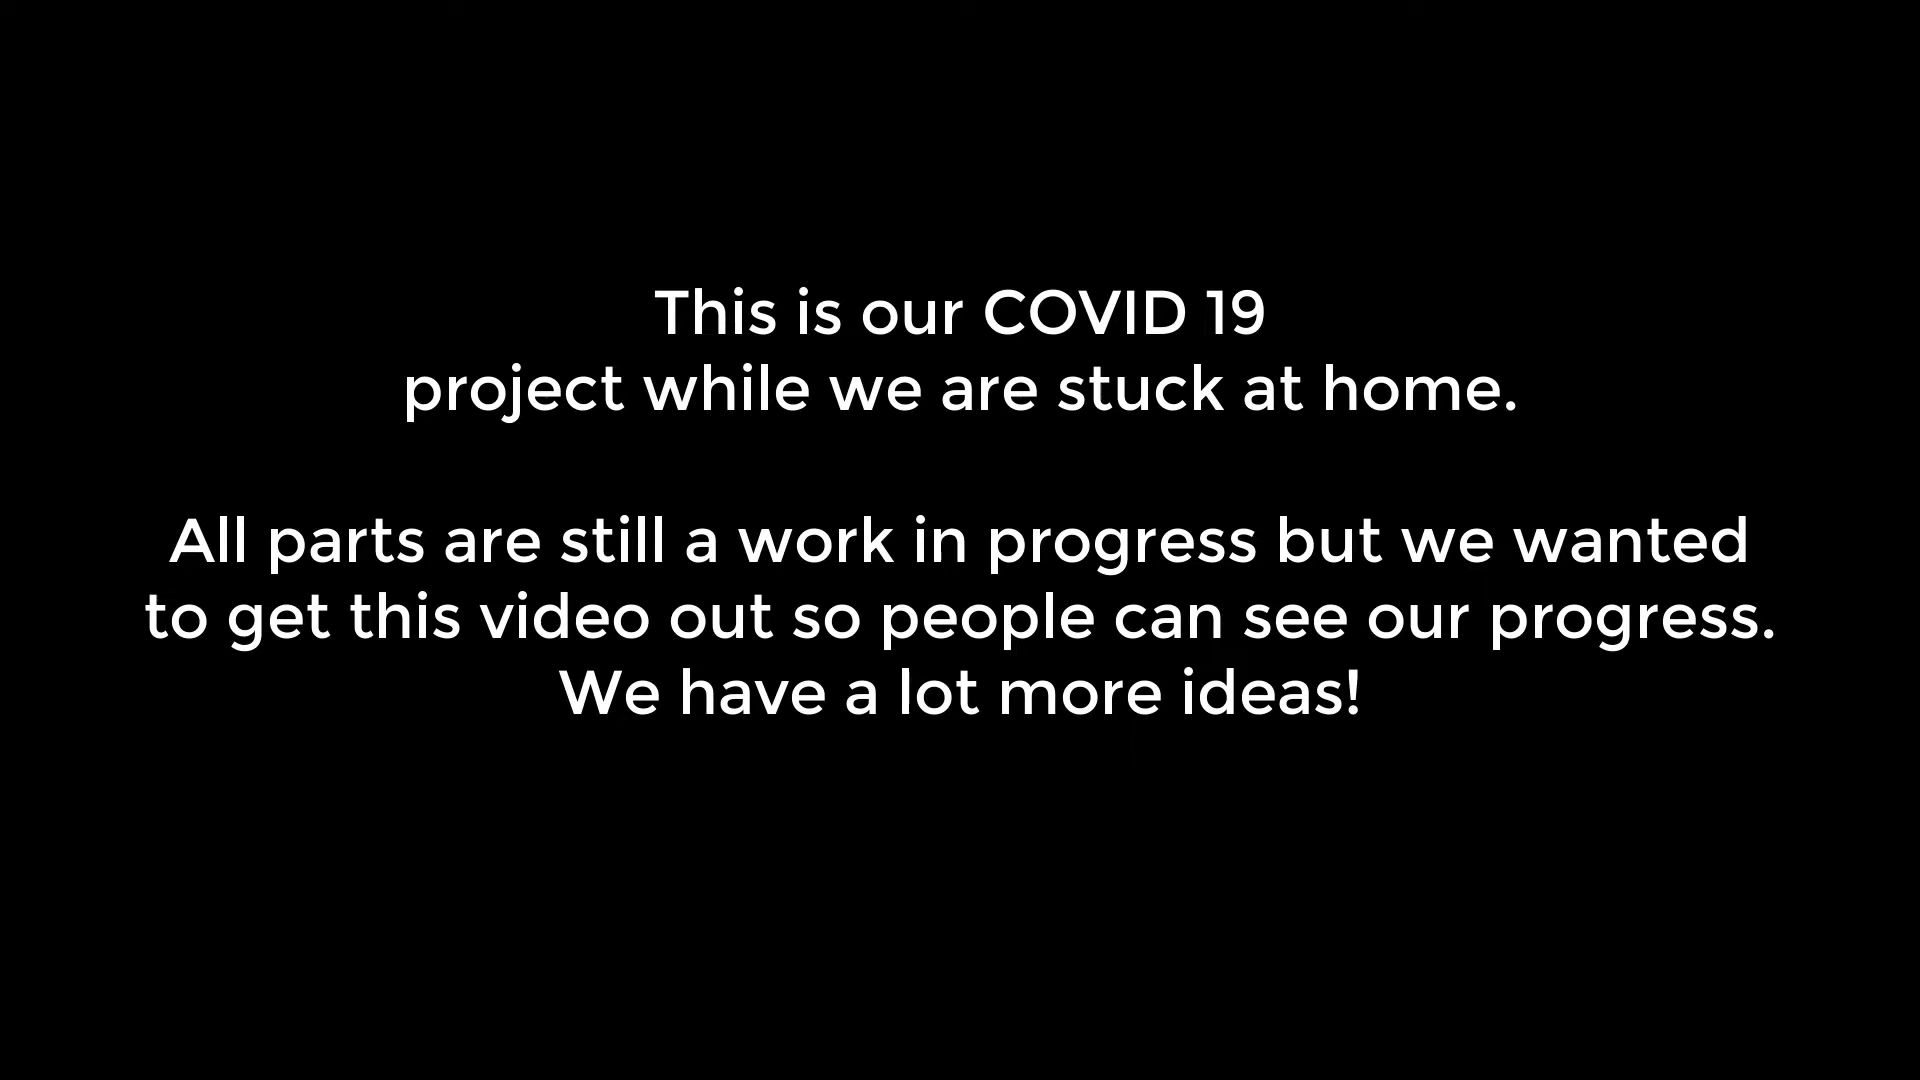 This is our COVID 19
project while we are stuck at home.
All parts are still a work in progress but we wanted
to get this video out so people can see our progress.
We have a lot more ideas!